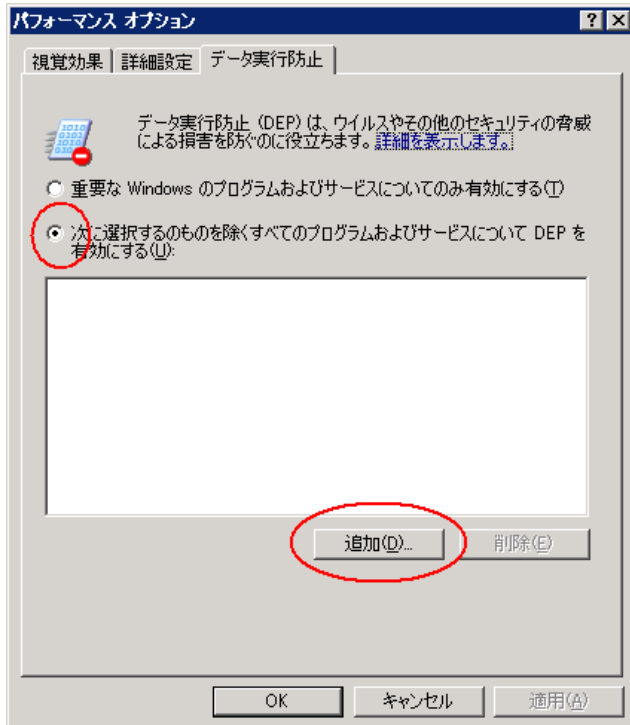 パフォーマンス オプション
視覚効果 詳細設定 データ実行防止
データ実行防止 (DEP) は、ウイルスやその他のセキュリティの脅威
による損害を防ぐのに役立ちます。詳細を表示します。
重要な Windows のプログラムおよびサービスについてのみ有効にする(T)
次に選択するのものを除くすべてのプログラムおよびサービスについて DEP を
有効にする(U):
追加(D)... 削除(E)
OK キャンセル 適用(A)